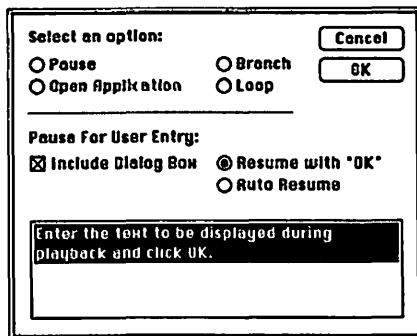 Select an option:
Cancel
Pause
Branch
OK
Open Application
Loop
Pause For User Entry:
Include Dialog Box
Resume with "OK"
Auto Resume
Enter the text to be displayed during
playback and click OK.